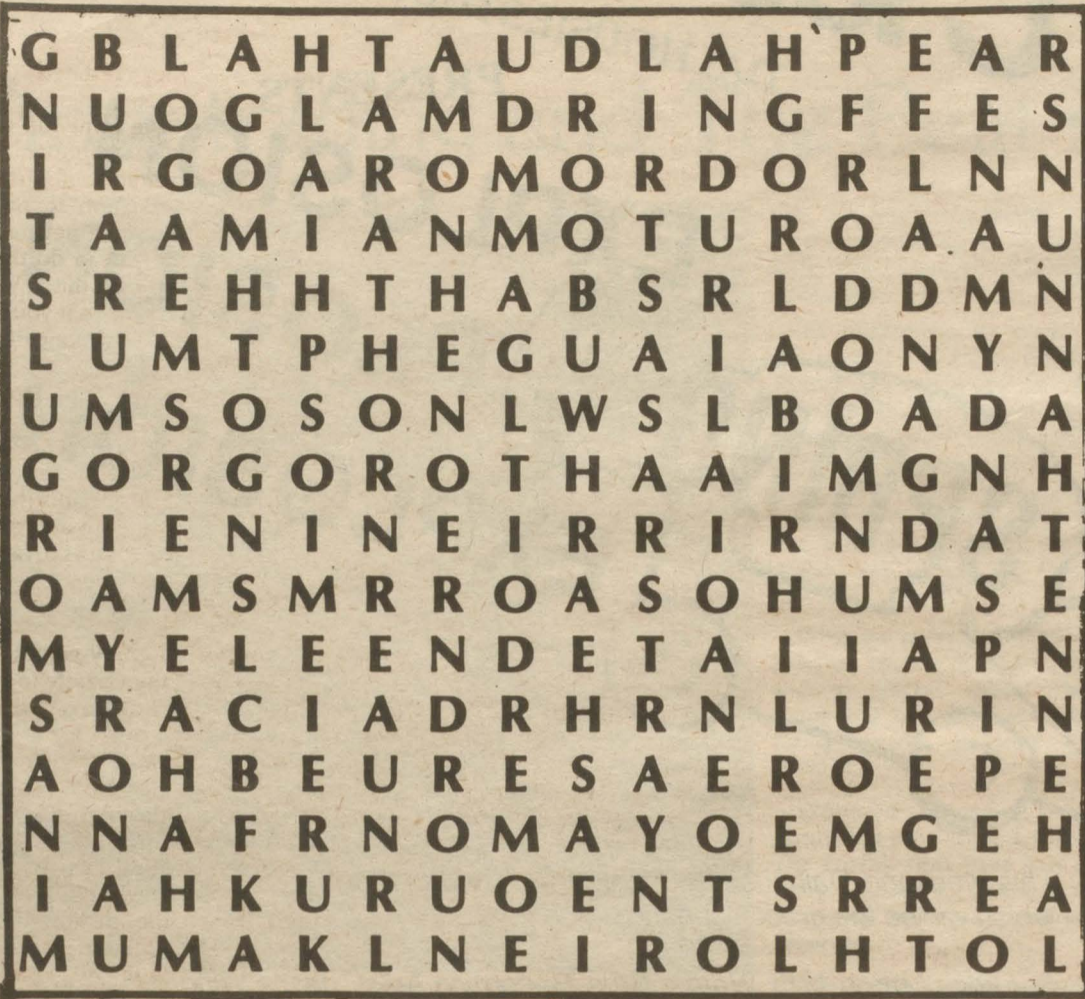 G B L A H T A U D L A H P E A R
N U O G L A M D R I N G F F E S
I R G O A R O M O R D O R L N N
T A A M I A N M O T U R O A A U
S R E H H T H A B S R L D D M N
L U M T P H E G U A I A O N Y N
U M S O S O N L W S L B O A D A
G O R G O R O T H A A I M G N H
R I E N I N E I R R I R N D A T
O A M S M R R O A S O H U M S E
M Y E L E E N D E T A I I A P N
S R A C I A D R H R N L U R I N
A O H B E U R E S A E R O E P E
N N A F R N O M A Y O E M G E H
I A H K U R U O E N T S R R E A
M U M A K L N E I R O L H T O L